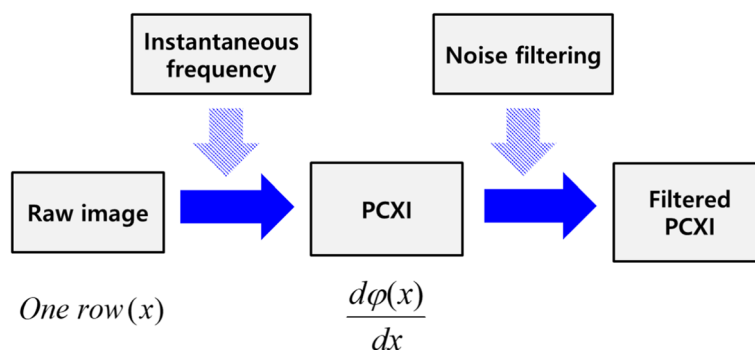 Instantaneous
frequency
Noise filtering
Raw image
PCXI
Filtered
PCXI
One row(x)
dφ(x)
dx